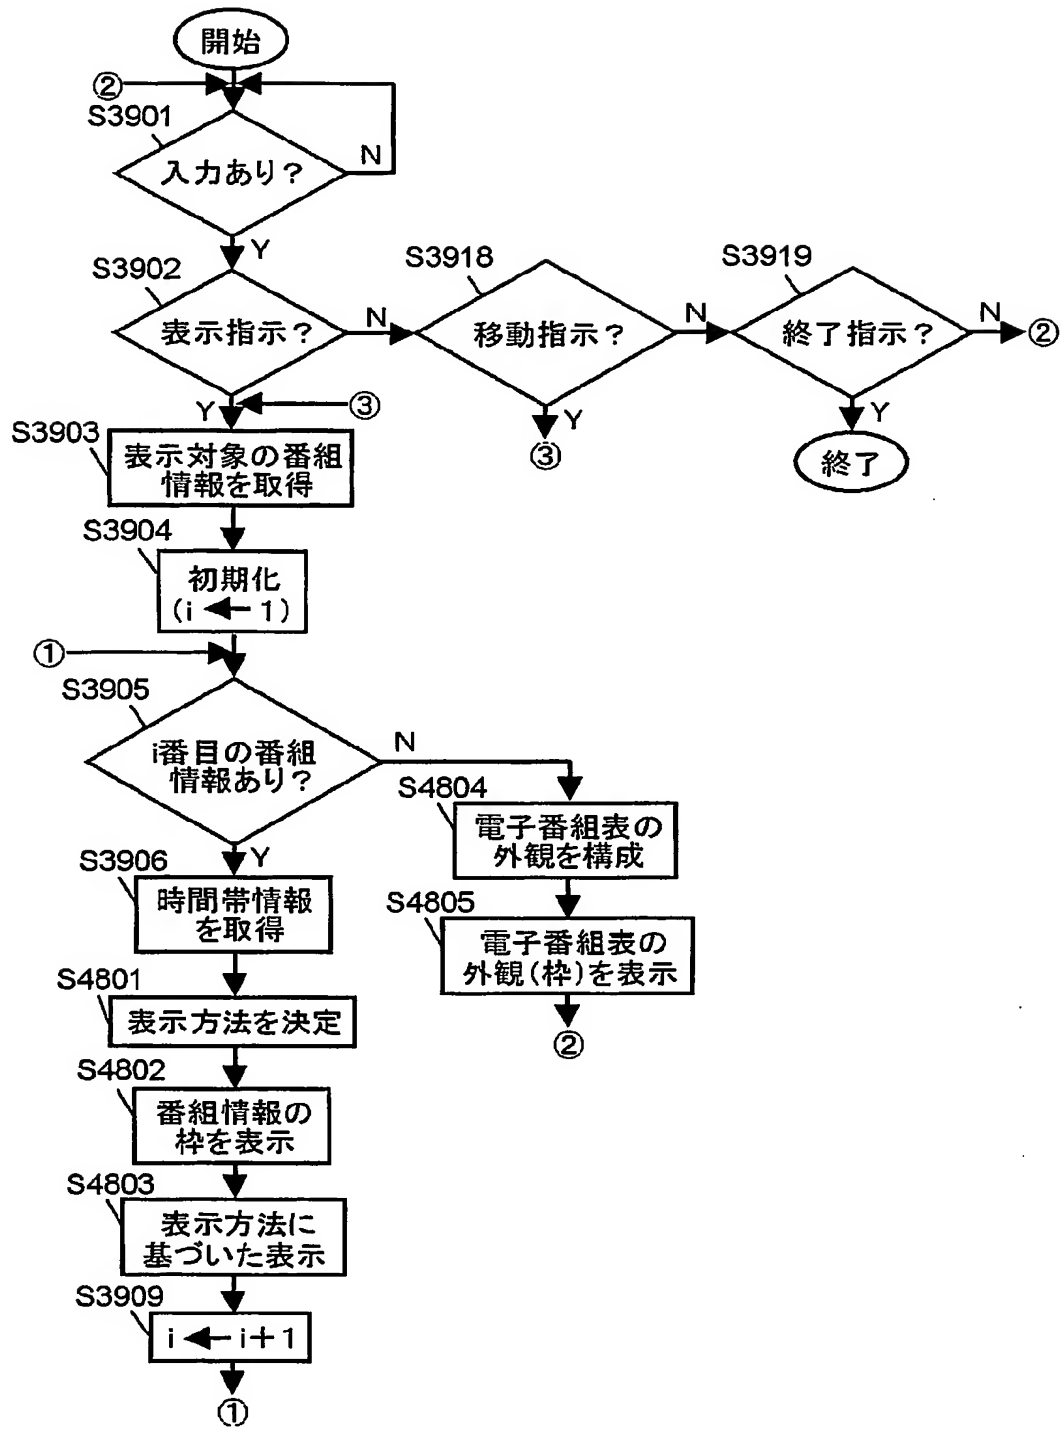 開始
②
S3901
入力あり？
N
Y
S3902
表示指示？
N
S3918
移動指示？
N
S3919
終了指示？
N
②
Y
③
Y
③
Y
終了
S3903
表示対象の番組
情報を取得
S3904
初期化
(i ← 1)
①
S3905
i番目の番組
情報あり？
N
Y
S4804
電子番組表の
外観を構成
S4805
電子番組表の
外観(枠)を表示
②
S3906
時間帯情報
を取得
S4801
表示方法を決定
S4802
番組情報の
枠を表示
S4803
表示方法に
基づいた表示
S3909
i ← i+1
①